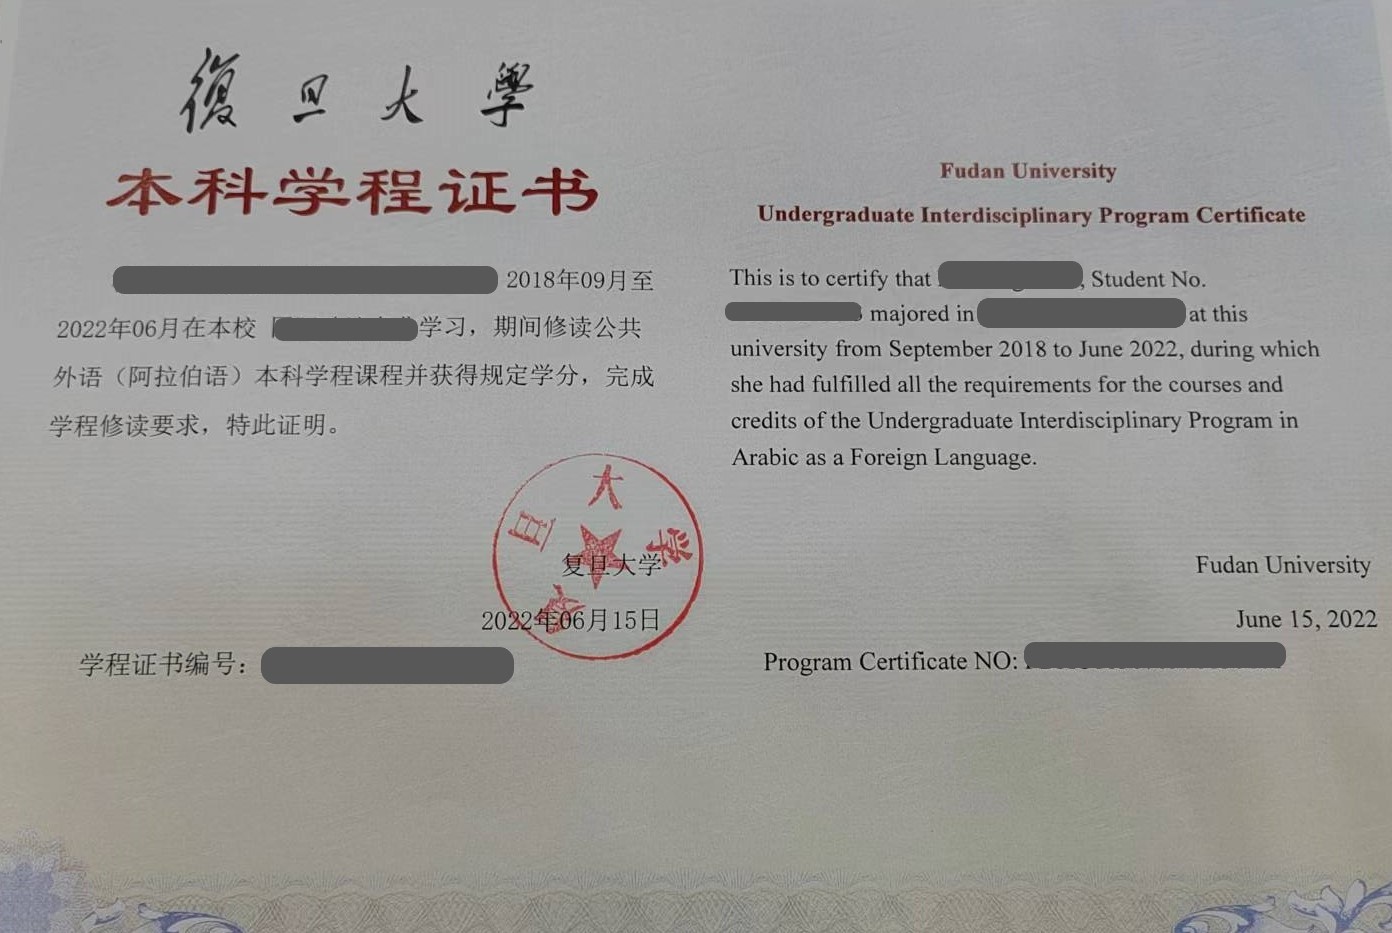 復旦大學
本科学程证书
2018年09月至
2022年06月在本校 学习，期间修读公共
外语（阿拉伯语）本科学程课程并获得规定学分，完成
学程修读要求，特此证明。
复旦大学
2022年06月15日
学程证书编号：
复旦大学
Fudan University
Undergraduate Interdisciplinary Program Certificate
This is to certify that , Student No.
majored in at this
university from September 2018 to June 2022, during which
she had fulfilled all the requirements for the courses and
credits of the Undergraduate Interdisciplinary Program in
Arabic as a Foreign Language.
Fudan University
June 15, 2022
Program Certificate NO: